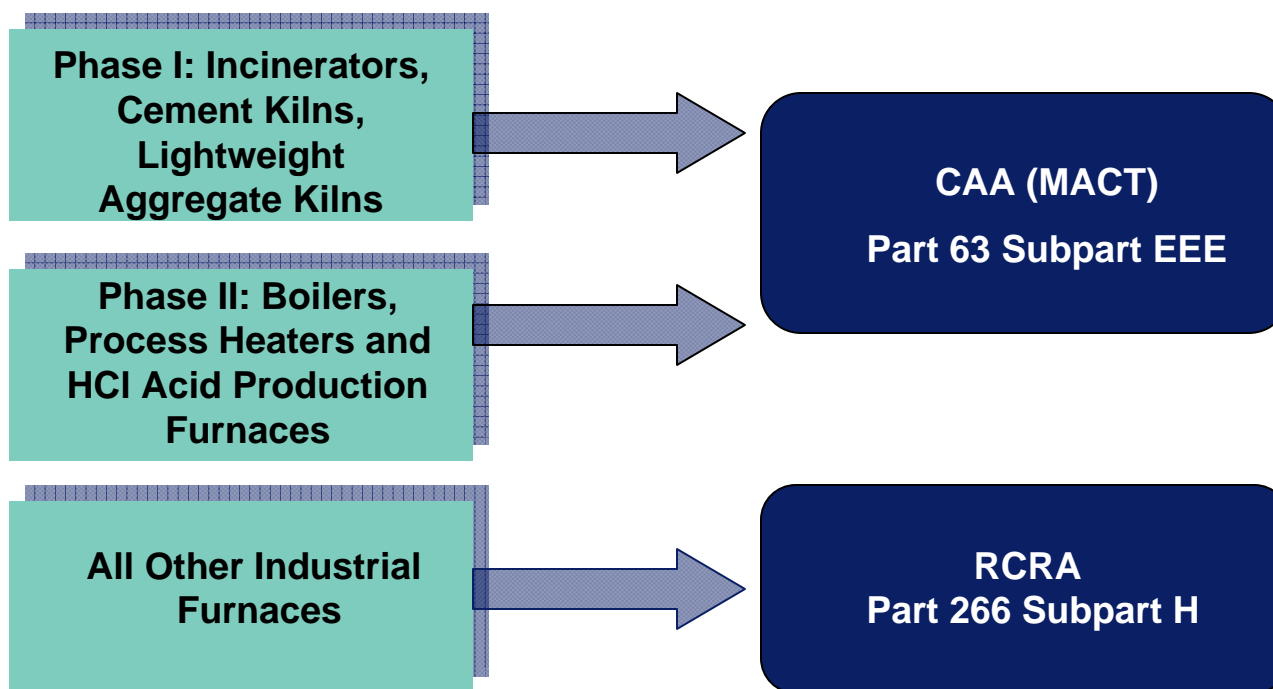 Phase I: Incinerators,
Cement Kilns,
Lightweight
Aggregate Kilns
CAA (MACT)
Part 63 Subpart EEE
Phase II: Boilers,
Process Heaters and
HCl Acid Production
Furnaces
All Other Industrial
Furnaces
RCRA
Part 266 Subpart H